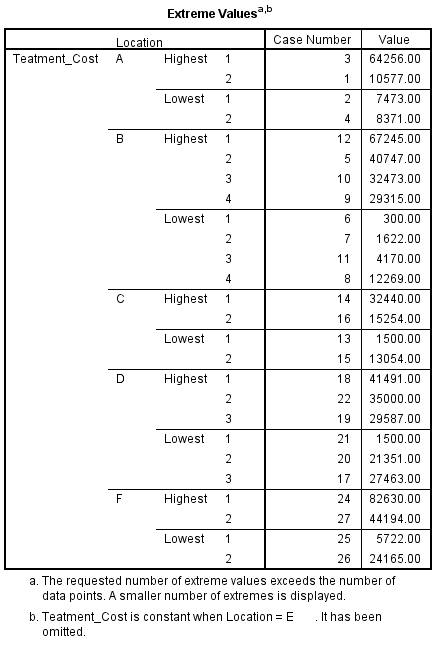 Extreme Values a,b
Location Case Number Value
Teatment_Cost A Highest 1 3 64256.00
2 1 10577.00
Lowest 1 2 7473.00
2 4 8371.00
B Highest 1 12 67245.00
2 5 40747.00
3 10 32473.00
4 9 29315.00
Lowest 1 6 300.00
2 7 1622.00
3 11 4170.00
4 8 12269.00
C Highest 1 14 32440.00
2 16 15254.00
Lowest 1 13 1500.00
2 15 13054.00
D Highest 1 18 41491.00
2 22 35000.00
3 19 29587.00
Lowest 1 21 1500.00
2 20 21351.00
3 17 27463.00
F Highest 1 24 82630.00
2 27 44194.00
Lowest 1 25 5722.00
2 26 24165.00
a. The requested number of extreme values exceeds the number of
data points. A smaller number of extremes is displayed.
b. Teatment_Cost is constant when Location = E . It has been
omitted.